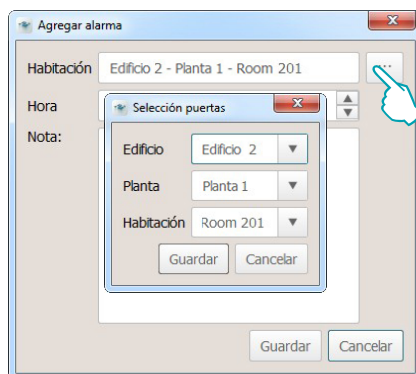 Agregar alarma
Habitación Edificio 2 - Planta 1 - Room 201 ...
Hora
Selección puertas
Nota:
Edificio Edificio 2
Planta Planta 1
Habitación Room 201
Guardar Cancelar
Guardar Cancelar